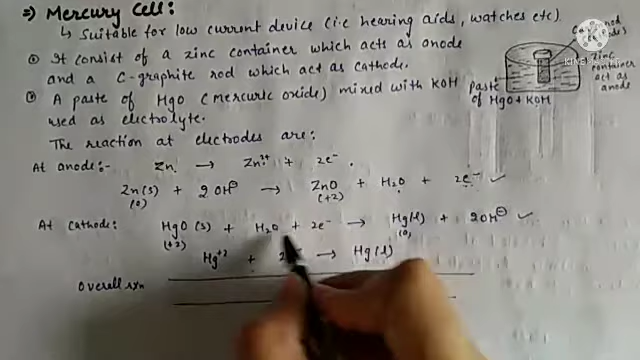 ⇒ Mercury Cell:
↳ Suitable for low current device (i.e hearing aids, watches etc).
① It consist of a zinc container which acts as anode
and a C-graphite rod which act as cathode.
② A paste of HgO (mercuric oxide) mixed with KOH
used as electrolyte.
The reaction at electrodes are:
At anode:- Zn → Zn²⁺ + 2e⁻.
Zn(s) + 2OH⊖ → ZnO + H₂O + 2e⁻ ✓
(0) (+2)
At cathode: HgO (s) + H₂O + 2e⁻ → Hg(l) + 2OH⊖ ✓
(+2) (0)
Hg⁺² + → Hg(l)
Overall rxn
zinc
container
act as
anode
paste
of HgO + KOH
KINE